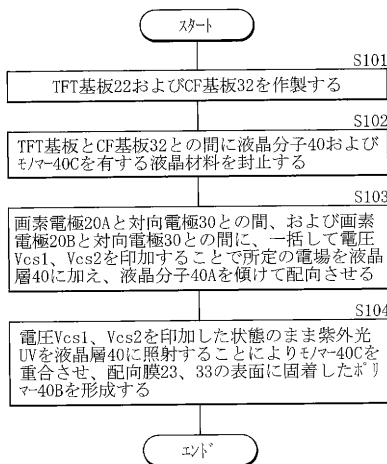 スタート
S101
TFT基板22およびCF基板32を作製する
S102
TFT基板とCF基板32との間に液晶分子40および
ﾓﾉﾏｰ40Cを有する液晶材料を封止する
S103
画素電極20Aと対向電極30との間、および画素
電極20Bと対向電極30との間に、一括して電圧
Vcs1、Vcs2を印加することで所定の電場を液晶
層40に加え、液晶分子40Aを傾けて配向させる
S104
電圧Vcs1、Vcs2を印加した状態のまま紫外光
UVを液晶層40に照射することによりﾓﾉﾏｰ40Cを
重合させ、配向膜23、33の表面に固着したﾎﾟﾘ
ﾏｰ40Bを形成する
エンド